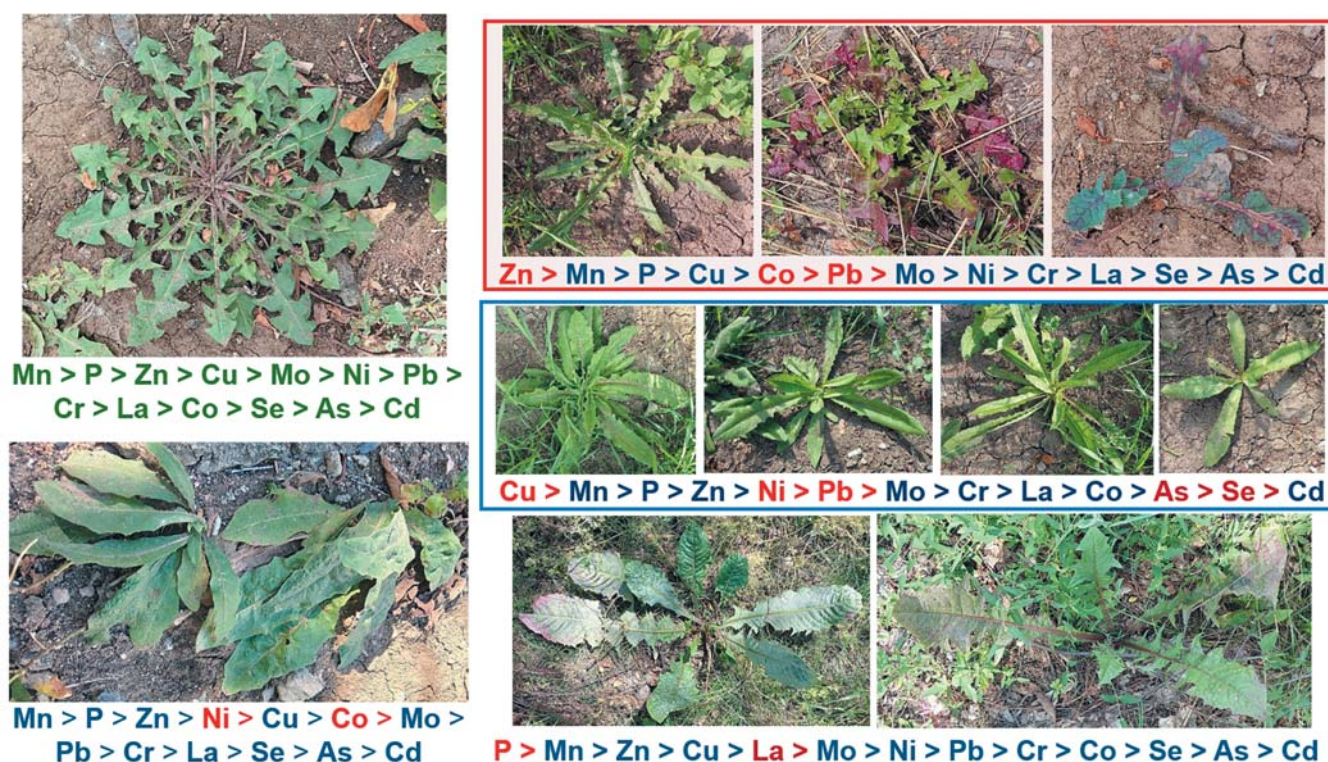 Mn > P > Zn > Cu > Mo > Ni > Pb >
Cr > La > Co > Se > As > Cd
Mn > P > Zn > Ni > Cu > Co > Mo >
Pb > Cr > La > Se > As > Cd
Zn > Mn > P > Cu > Co > Pb > Mo > Ni > Cr > La > Se > As > Cd
Cu > Mn > P > Zn > Ni > Pb > Mo > Cr > La > Co > As > Se > Cd
P > Mn > Zn > Cu > La > Mo > Ni > Pb > Cr > Co > Se > As > Cd